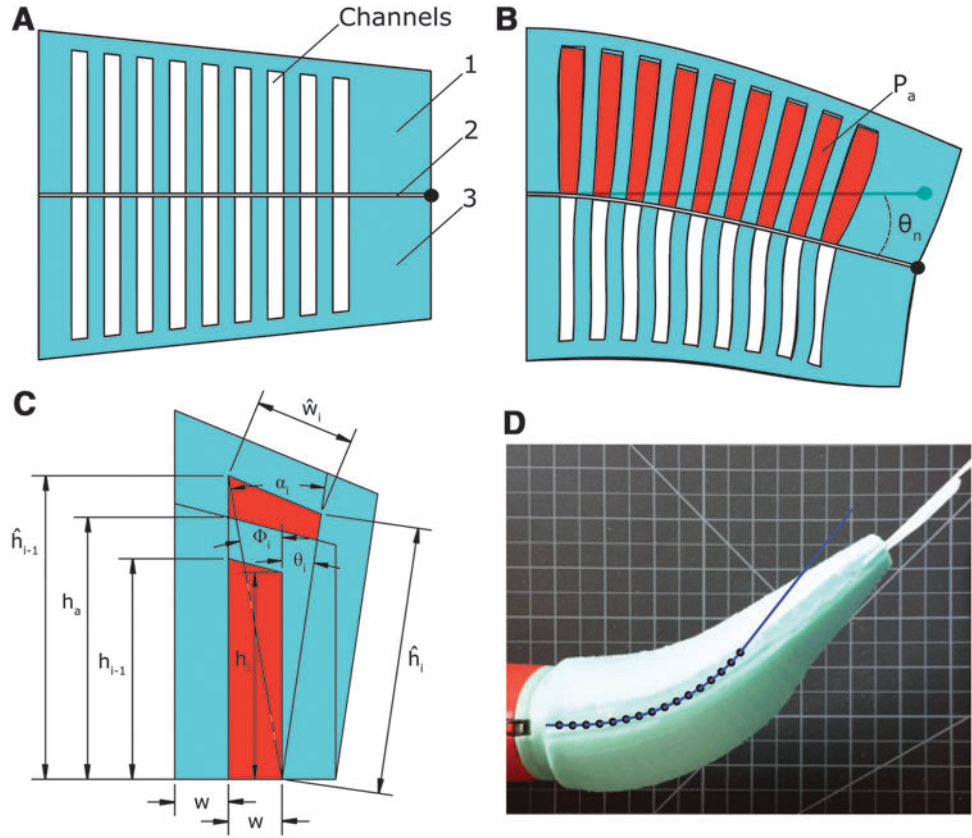 A
Channels
1
2
3
B
Pₐ
θₙ
C
ŵᵢ
αᵢ
ĥᵢ₋₁
Φᵢ
θᵢ
hₐ
hᵢ₋₁
hᵢ
ĥᵢ
w
w
D